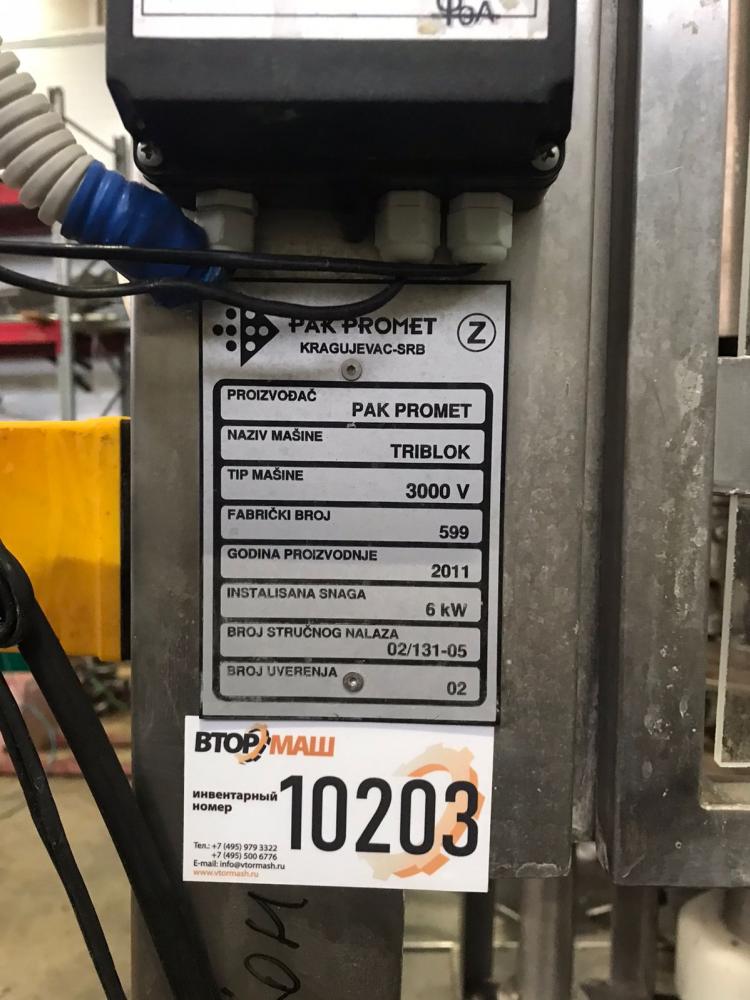 PAK PROMET
Z
KRAGUJEVAC-SRB
PROIZVOĐAČ
PAK PROMET
NAZIV MAŠINE
TRIBLOK
TIP MAŠINE
3000 V
FABRIČKI BROJ
599
GODINA PROIZVODNJE
2011
INSTALISANA SNAGA
6 kW
BROJ STRUČNOG NALAZA
02/131-05
BROJ UVERENJA
02
ВТОРМАШ
инвентарный
номер
10203
Тел.: +7 (495) 979 3322
+7 (495) 500 6776
E-mail: info@vtormash.ru
www.vtormash.ru